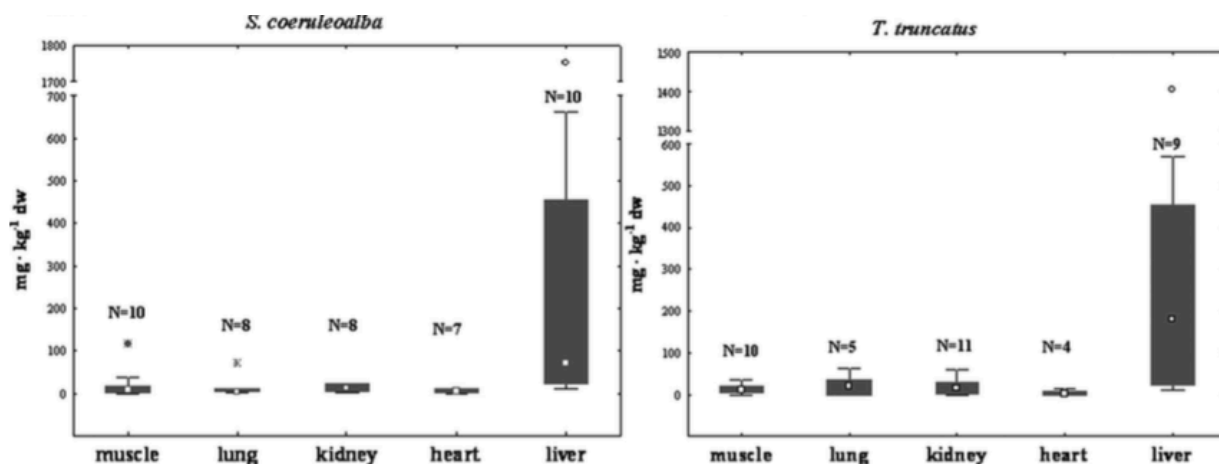 S. coeruleoalba
1800
1700
700
600
500
400
300
200
100
0
mg · kg⁻¹ dw
N=10
N=8
N=8
N=7
N=10
muscle lung kidney heart liver
T. truncatus
1500
1400
1300
600
500
400
300
200
100
0
mg · kg⁻¹ dw
N=10
N=5
N=11
N=4
N=9
muscle lung kidney heart liver